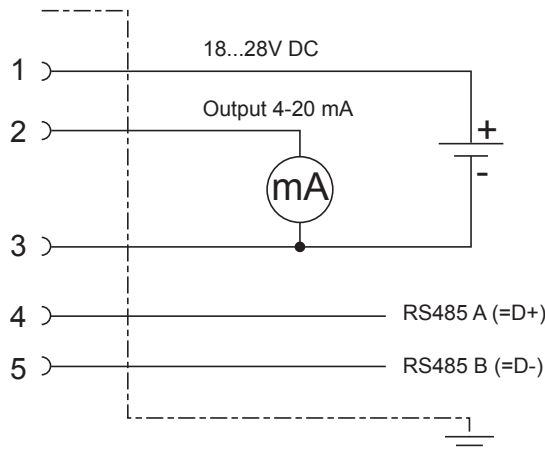 1
18...28V DC
2
Output 4-20 mA
+
-
mA
3
4
RS485 A (=D+)
5
RS485 B (=D-)